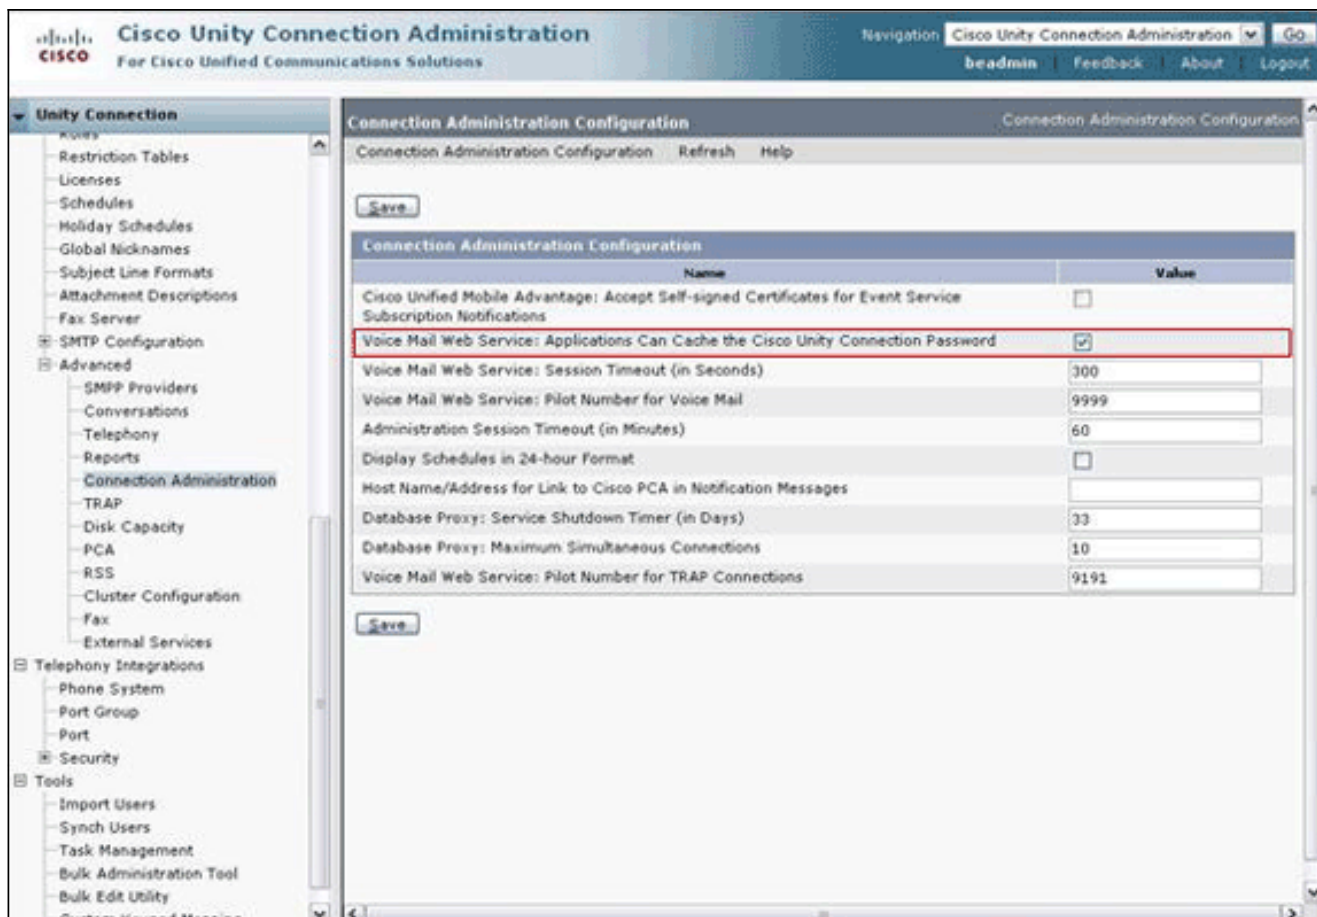 CISCO
Cisco Unity Connection Administration
For Cisco Unified Communications Solutions
Navigation Cisco Unity Connection Administration Go
beadmin Feedback About Logout
Unity Connection
Rules
Restriction Tables
Licenses
Schedules
Holiday Schedules
Global Nicknames
Subject Line Formats
Attachment Descriptions
Fax Server
SMTP Configuration
Advanced
SMPP Providers
Conversations
Telephony
Reports
Connection Administration
TRAP
Disk Capacity
PCA
RSS
Cluster Configuration
Fax
External Services
Telephony Integrations
Phone System
Port Group
Port
Security
Tools
Import Users
Synch Users
Task Management
Bulk Administration Tool
Bulk Edit Utility
Custom Keypad Mapping
Connection Administration Configuration
Connection Administration Configuration
Connection Administration Configuration Refresh Help
Save
Connection Administration Configuration
Name Value
Cisco Unified Mobile Advantage: Accept Self-signed Certificates for Event Service
Subscription Notifications
Voice Mail Web Service: Applications Can Cache the Cisco Unity Connection Password
Voice Mail Web Service: Session Timeout (in Seconds) 300
Voice Mail Web Service: Pilot Number for Voice Mail 9999
Administration Session Timeout (in Minutes) 60
Display Schedules in 24-hour Format
Host Name/Address for Link to Cisco PCA in Notification Messages
Database Proxy: Service Shutdown Timer (in Days) 33
Database Proxy: Maximum Simultaneous Connections 10
Voice Mail Web Service: Pilot Number for TRAP Connections 9191
Save